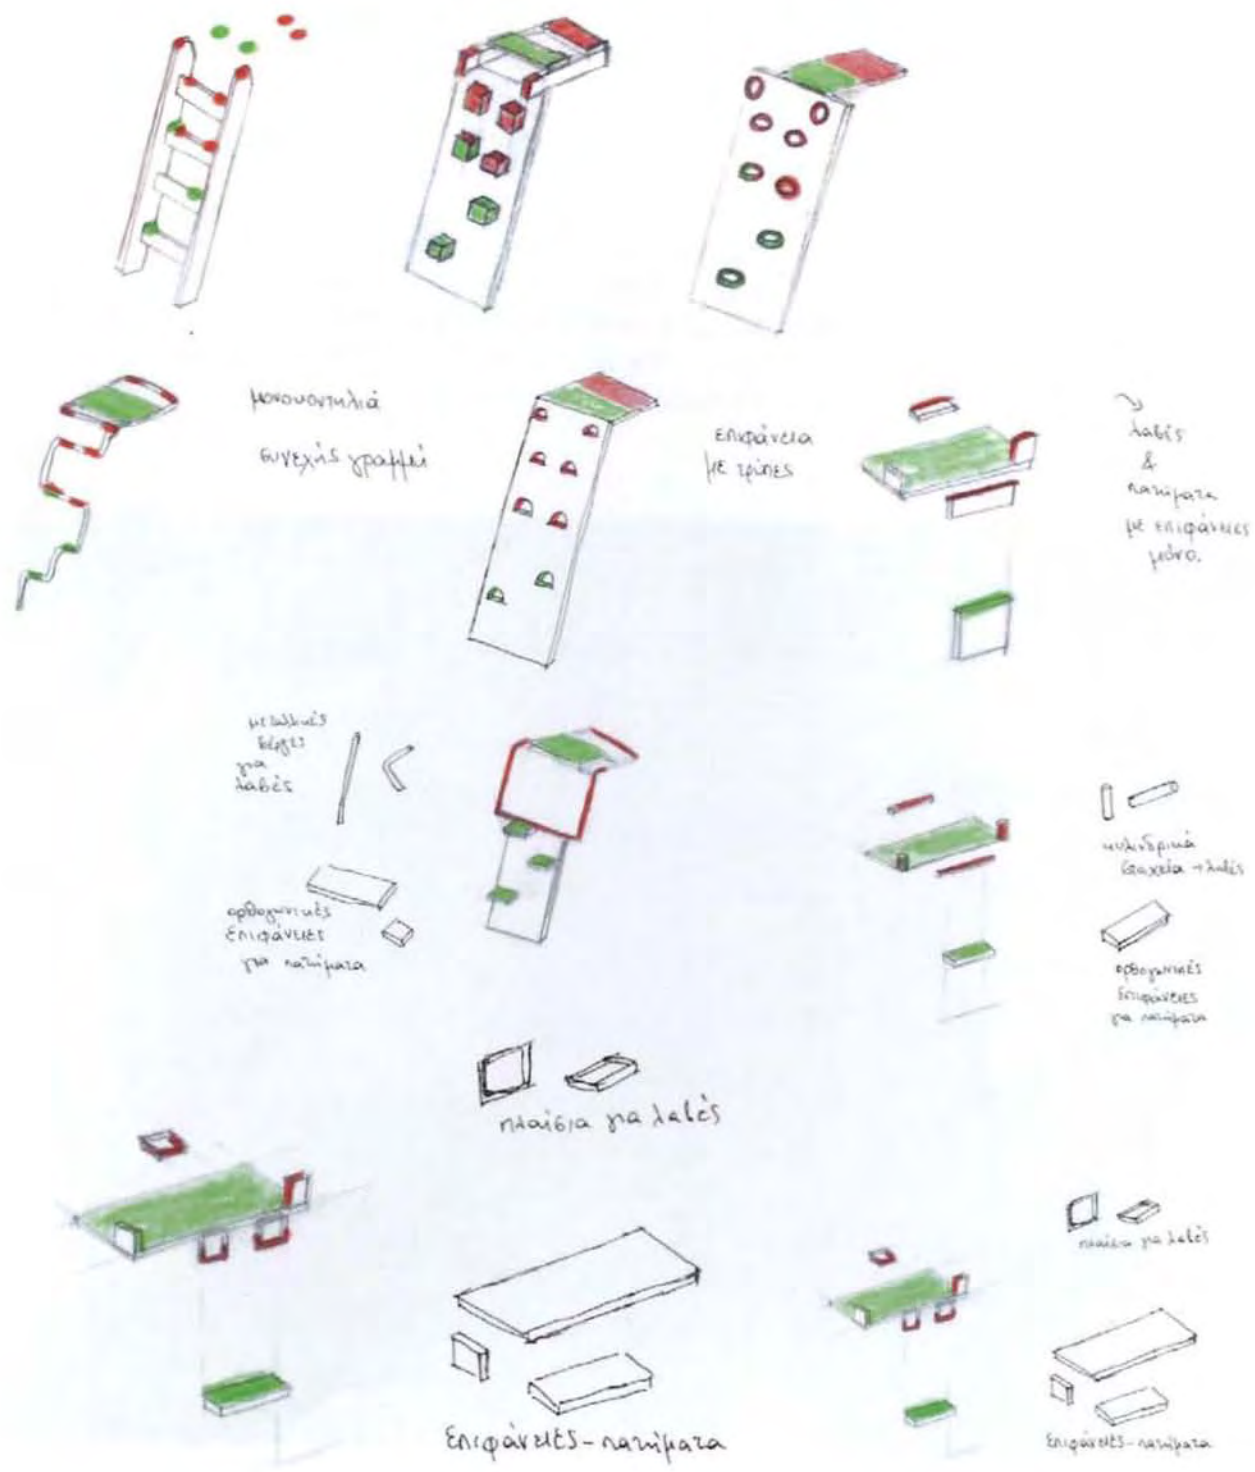 μονοκοντυλιά
συνεχής γραμμή
επιφάνεια
με τρύπες
λαβές
&
πατήματα
με επιφάνειες
μόνο.
μεταλλικές
βέργες
για
λαβές
ορθογωνικές
επιφάνειες
για πατήματα
κυλινδρικά
στοιχεία → λαβές
ορθογωνικές
επιφάνειες
για πατήματα
πλαίσια για λαβές
επιφάνειες - πατήματα
πλαίσια για λαβές
επιφάνειες - πατήματα